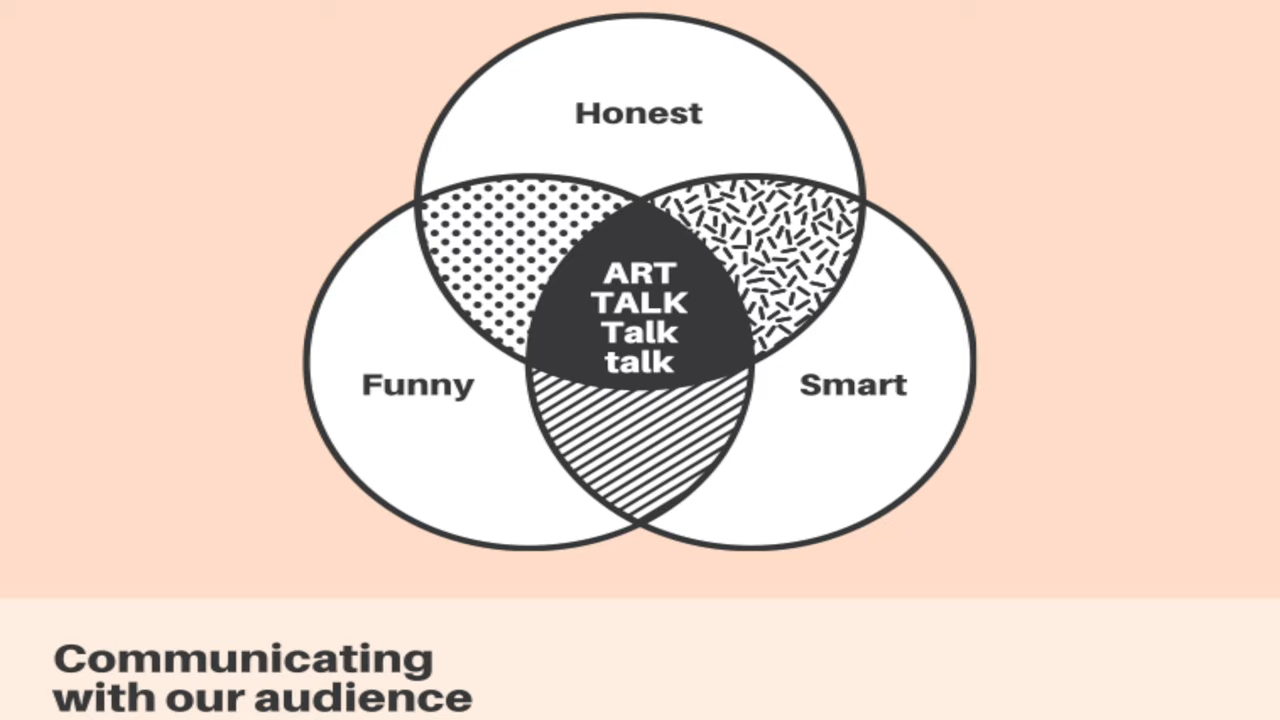 Honest
ART
TALK
Talk
talk
Funny
Smart
Communicating
with our audience